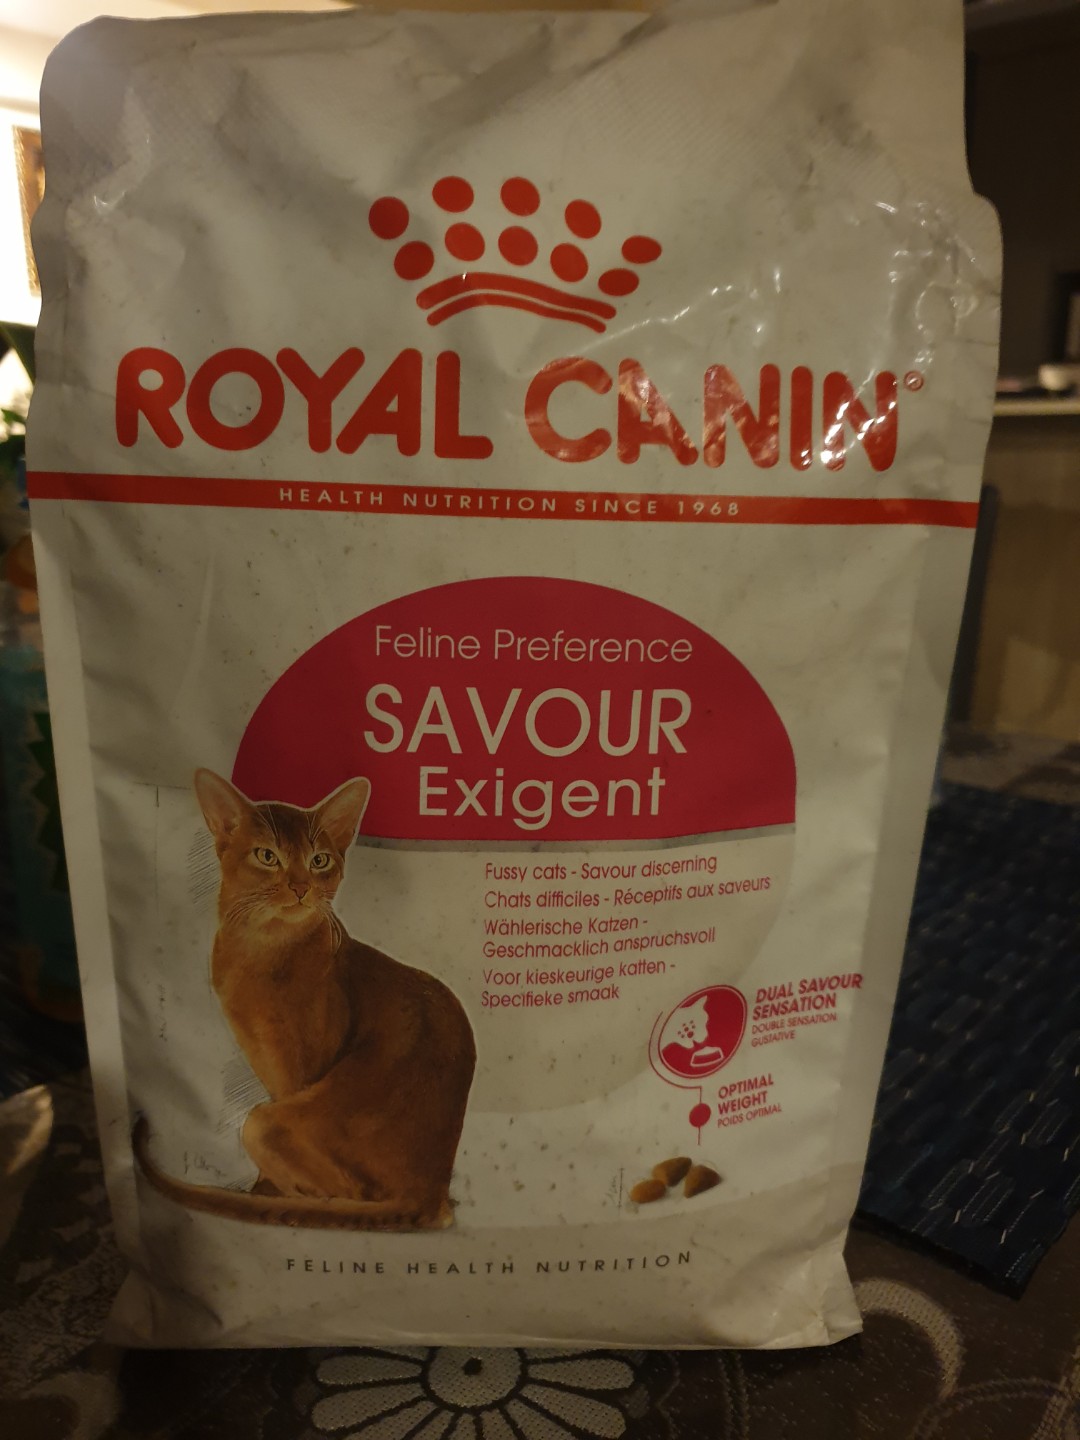 ROYAL CANIN®
HEALTH NUTRITION SINCE 1968
Feline Preference
SAVOUR
Exigent
Fussy cats - Savour discerning
Chats difficiles - Réceptifs aux saveurs
Wählerische Katzen -
Geschmacklich anspruchsvoll
Voor kieskeurige katten -
Specifieke smaak
DUAL SAVOUR
SENSATION
DOUBLE SENSATION
GUSTATIVE
OPTIMAL
WEIGHT
POIDS OPTIMAL
FELINE HEALTH NUTRITION